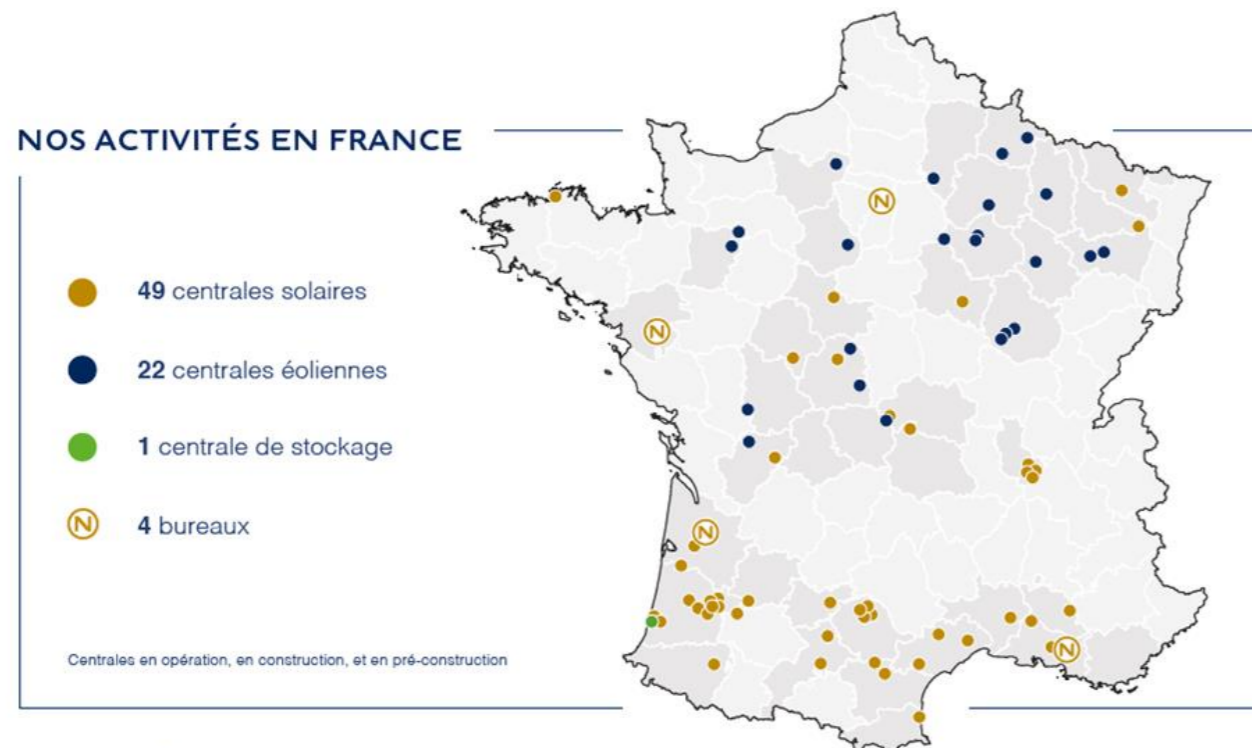 NOS ACTIVITÉS EN FRANCE
49 centrales solaires
22 centrales éoliennes
1 centrale de stockage
N 4 bureaux
Centrales en opération, en construction, et en pré-construction
N
N
N
N